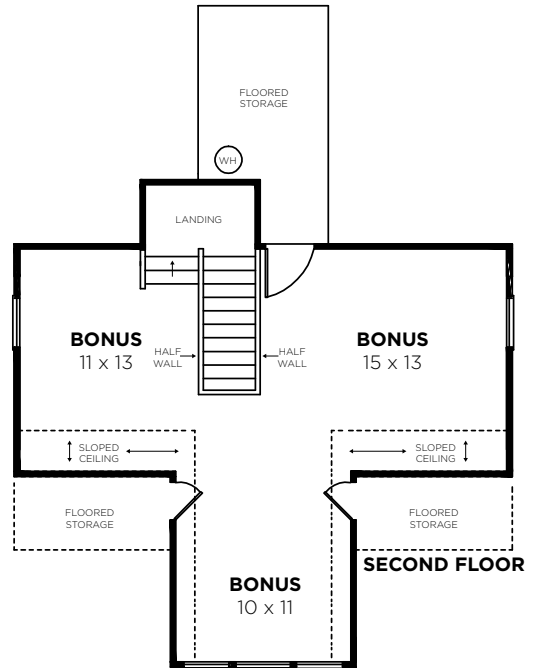 FLOORED
STORAGE
WH
LANDING
BONUS
11 x 13
HALF
WALL
HALF
WALL
BONUS
15 x 13
SLOPED
CEILING
SLOPED
CEILING
FLOORED
STORAGE
FLOORED
STORAGE
SECOND FLOOR
BONUS
10 x 11